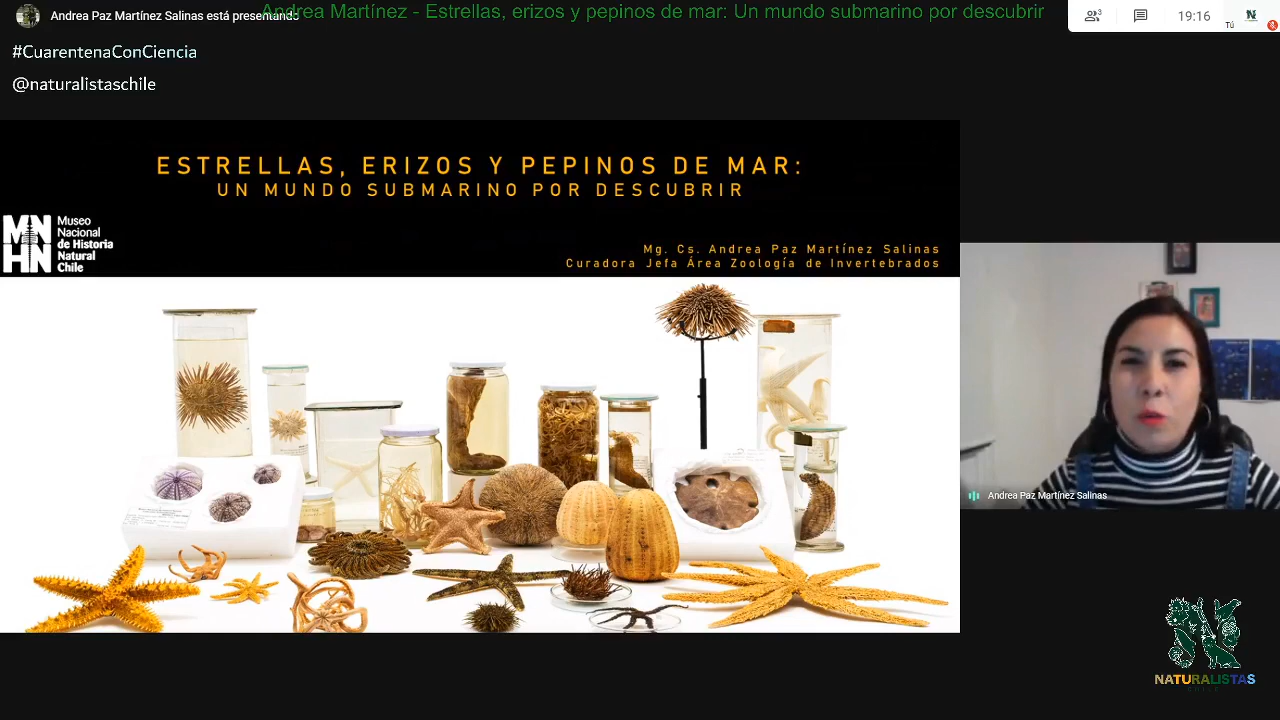 Andrea Paz Martínez Salinas está presentando
Andrea Martínez - Estrellas, erizos y pepinos de mar: Un mundo submarino por descubrir
3
19:16
Tú
#CuarentenaConCiencia
@naturalistaschile
ESTRELLAS, ERIZOS Y PEPINOS DE MAR:
UN MUNDO SUBMARINO POR DESCUBRIR
MN
HN
Museo
Nacional
de Historia
Natural
Chile
Mg. Cs. Andrea Paz Martínez Salinas
Curadora Jefa Área Zoología de Invertebrados
Andrea Paz Martínez Salinas
NATURALISTAS
CHILE